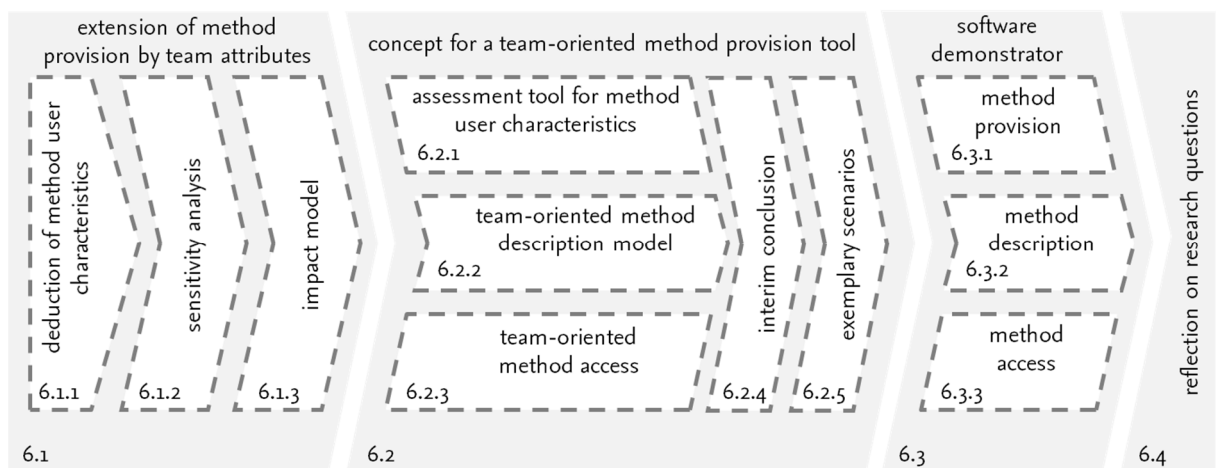 extension of method
provision by team attributes
deduction of method user
characteristics
6.1.1
sensitivity analysis
6.1.2
impact model
6.1.3
6.1
concept for a team-oriented method provision tool
assessment tool for method
user characteristics
6.2.1
team-oriented method
description model
6.2.2
team-oriented
method access
6.2.3
interim conclusion
6.2.4
exemplary scenarios
6.2.5
6.2
software
demonstrator
method
provision
6.3.1
method
description
6.3.2
method
access
6.3.3
6.3
reflection on research questions
6.4